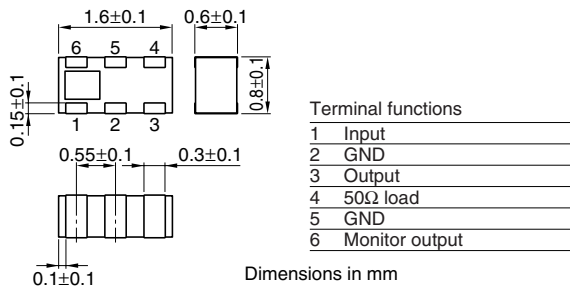 1.6±0.1
0.6±0.1
6 5 4
0.8±0.1
0.15±0.1
1 2 3
0.55±0.1
0.3±0.1
0.1±0.1
Terminal functions
1 Input
2 GND
3 Output
4 50Ω load
5 GND
6 Monitor output
Dimensions in mm